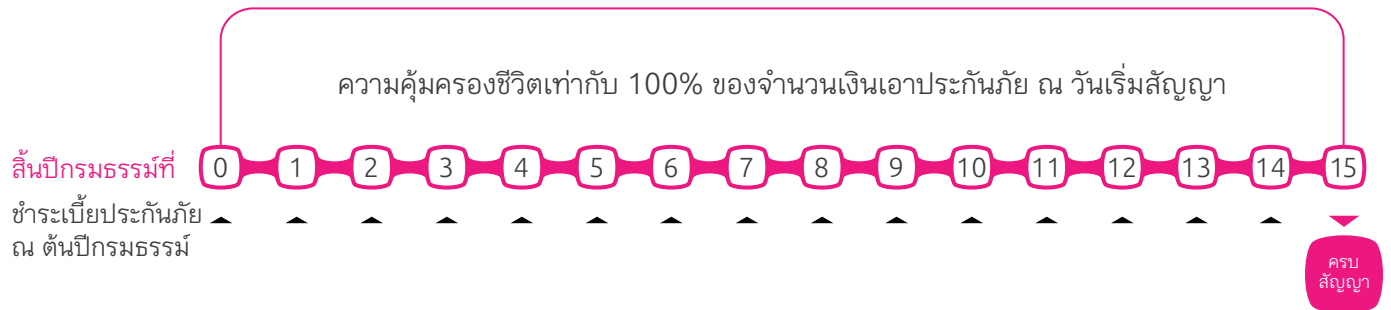 ความคุ้มครองชีวิตเท่ากับ 100% ของจำนวนเงินเอาประกันภัย ณ วันเริ่มสัญญา
สิ้นปีกรมธรรม์ที่ 0 1 2 3 4 5 6 7 8 9 10 11 12 13 14 15
ชำระเบี้ยประกันภัย
ณ ต้นปีกรมธรรม์
ครบ
สัญญา